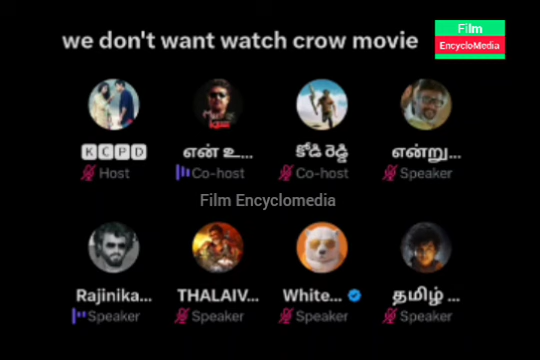 we don't want watch crow movie
Film
EncycloMedia
KCPD
என் உ...
కోడి రెడ్డి
என்று...
Host
Co-host
Co-host
Speaker
Film Encyclomedia
Rajinika...
THALAIV...
White...
தமிழ் ...
Speaker
Speaker
Speaker
Speaker